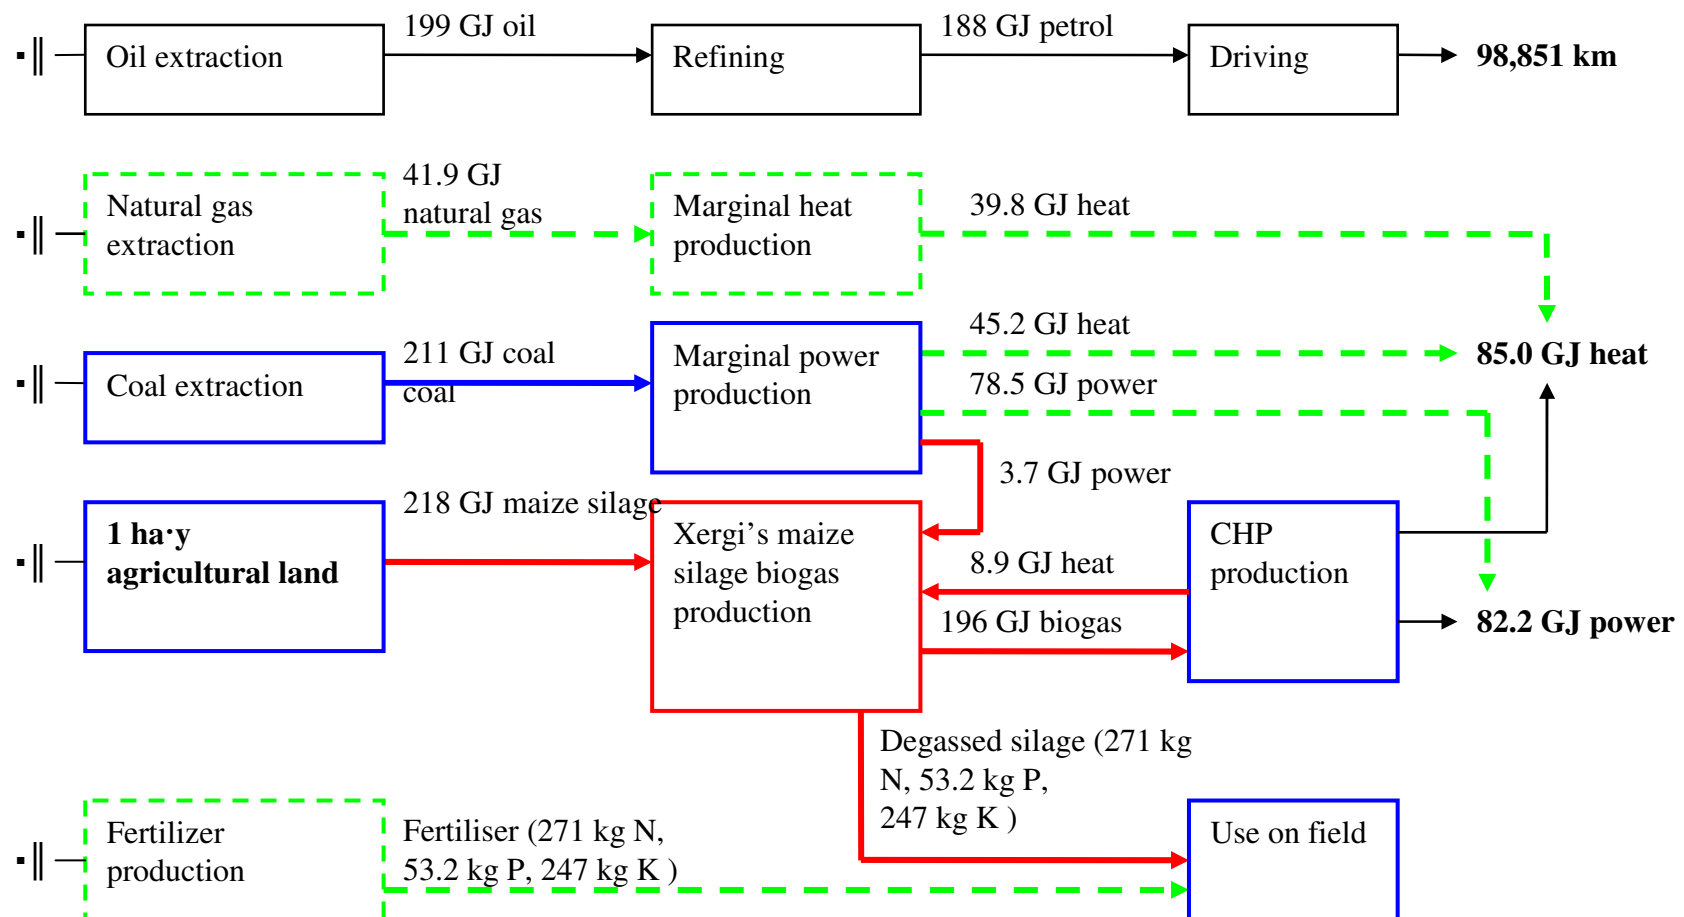 199 GJ oil
188 GJ petrol
Oil extraction
Refining
Driving
98,851 km
41.9 GJ
natural gas
Natural gas
extraction
Marginal heat
production
39.8 GJ heat
45.2 GJ heat
211 GJ coal
coal
Coal extraction
Marginal power
production
85.0 GJ heat
78.5 GJ power
3.7 GJ power
218 GJ maize silage
1 ha·y
agricultural land
Xergi’s maize
silage biogas
production
8.9 GJ heat
196 GJ biogas
CHP
production
82.2 GJ power
Degassed silage (271 kg
N, 53.2 kg P,
247 kg K )
Fertilizer
production
Fertiliser (271 kg N,
53.2 kg P, 247 kg K )
Use on field